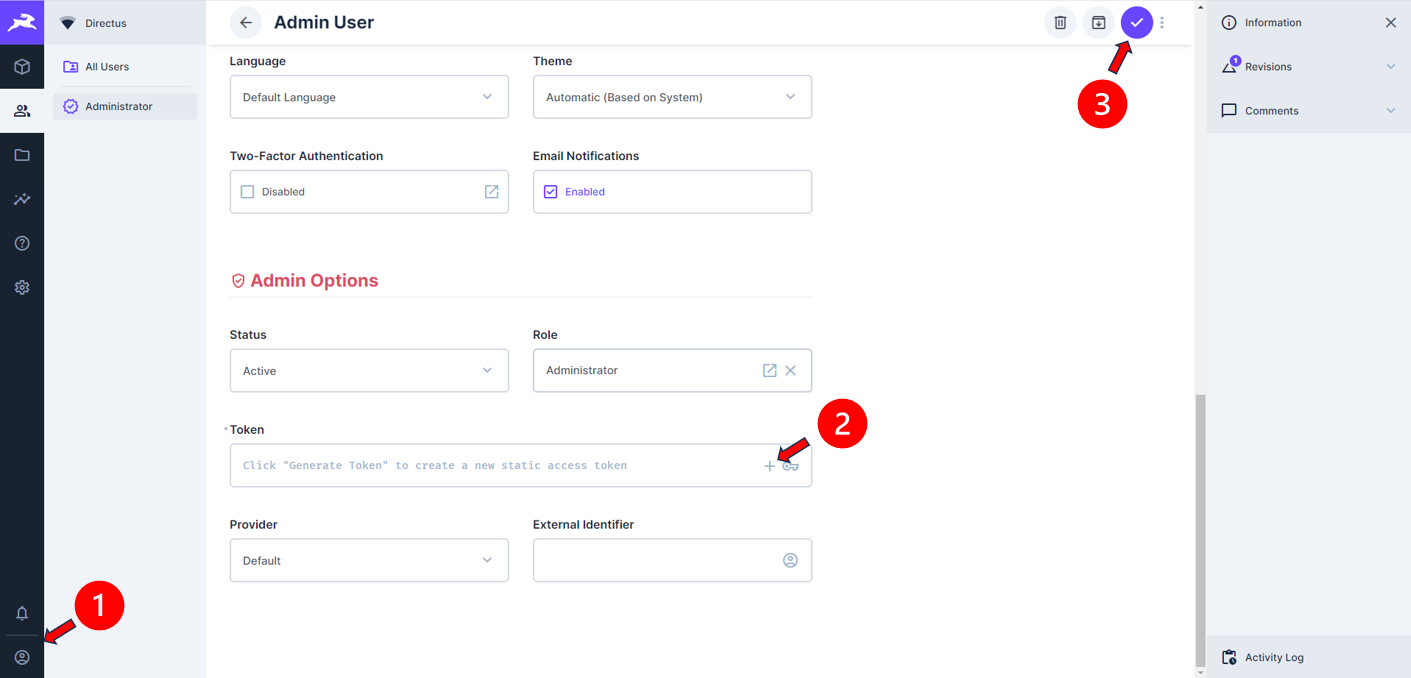 Directus
All Users
Administrator
Admin User
Language
Theme
Default Language
Automatic (Based on System)
Two-Factor Authentication
Email Notifications
Disabled
Enabled
Admin Options
Status
Role
Active
Administrator
* Token
Click "Generate Token" to create a new static access token
Provider
External Identifier
Default
Information
1
Revisions
Comments
Activity Log
1
2
3